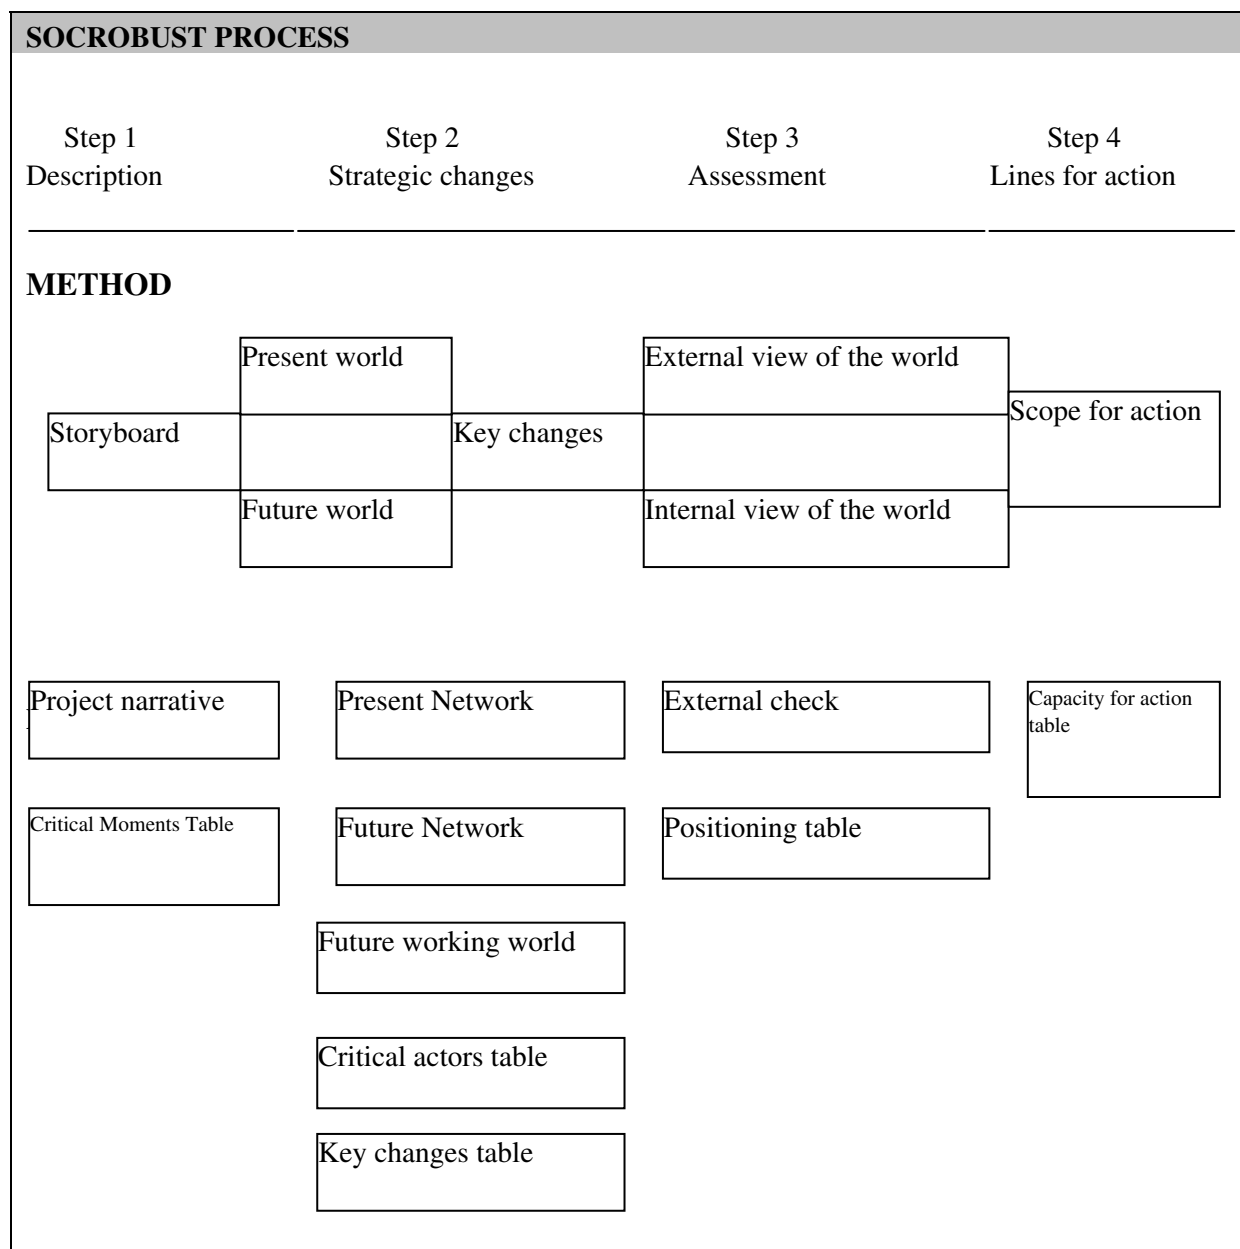 SOCROBUST PROCESS
Step 1 Step 2 Step 3 Step 4
Description Strategic changes Assessment Lines for action
METHOD
Present world External view of the world
Scope for action
Storyboard Key changes
Future world Internal view of the world
Project narrative Present Network External check Capacity for action
table
Critical Moments Table Future Network Positioning table
Future working world
Critical actors table
Key changes table